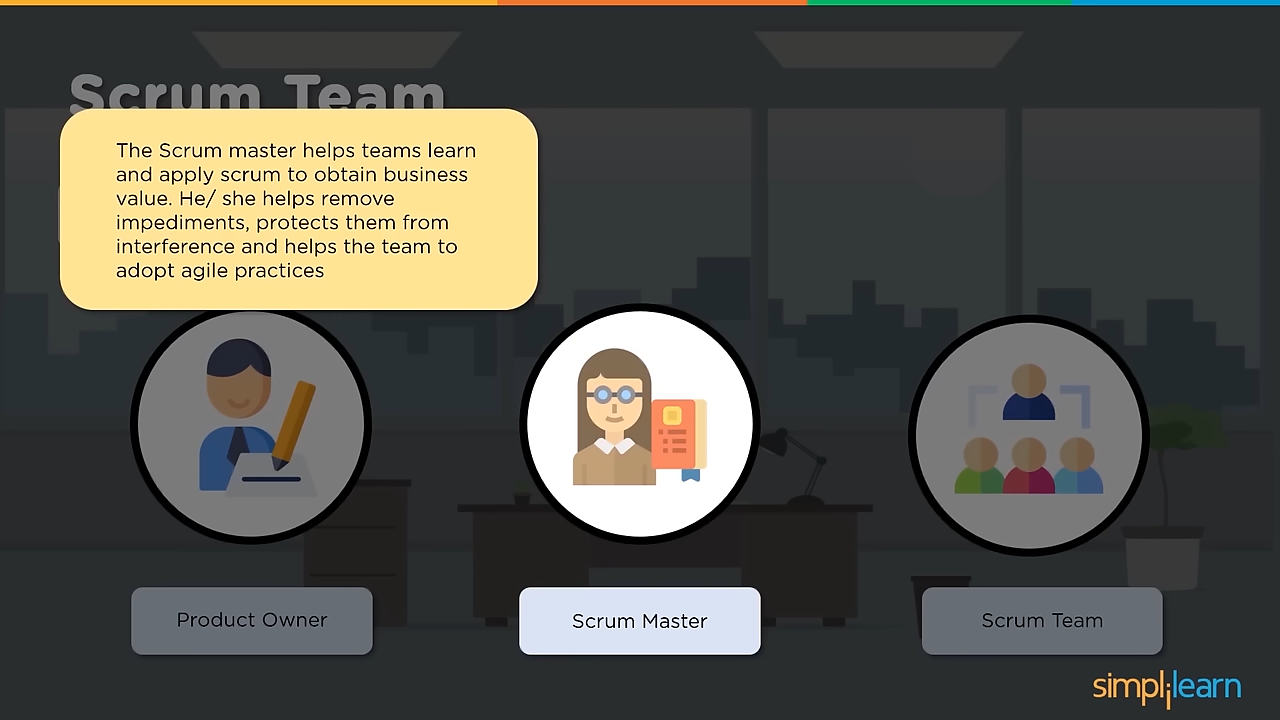 Scrum Team
The Scrum master helps teams learn
and apply scrum to obtain business
value. He/ she helps remove
impediments, protects them from
interference and helps the team to
adopt agile practices
Product Owner
Scrum Master
Scrum Team
simplilearn